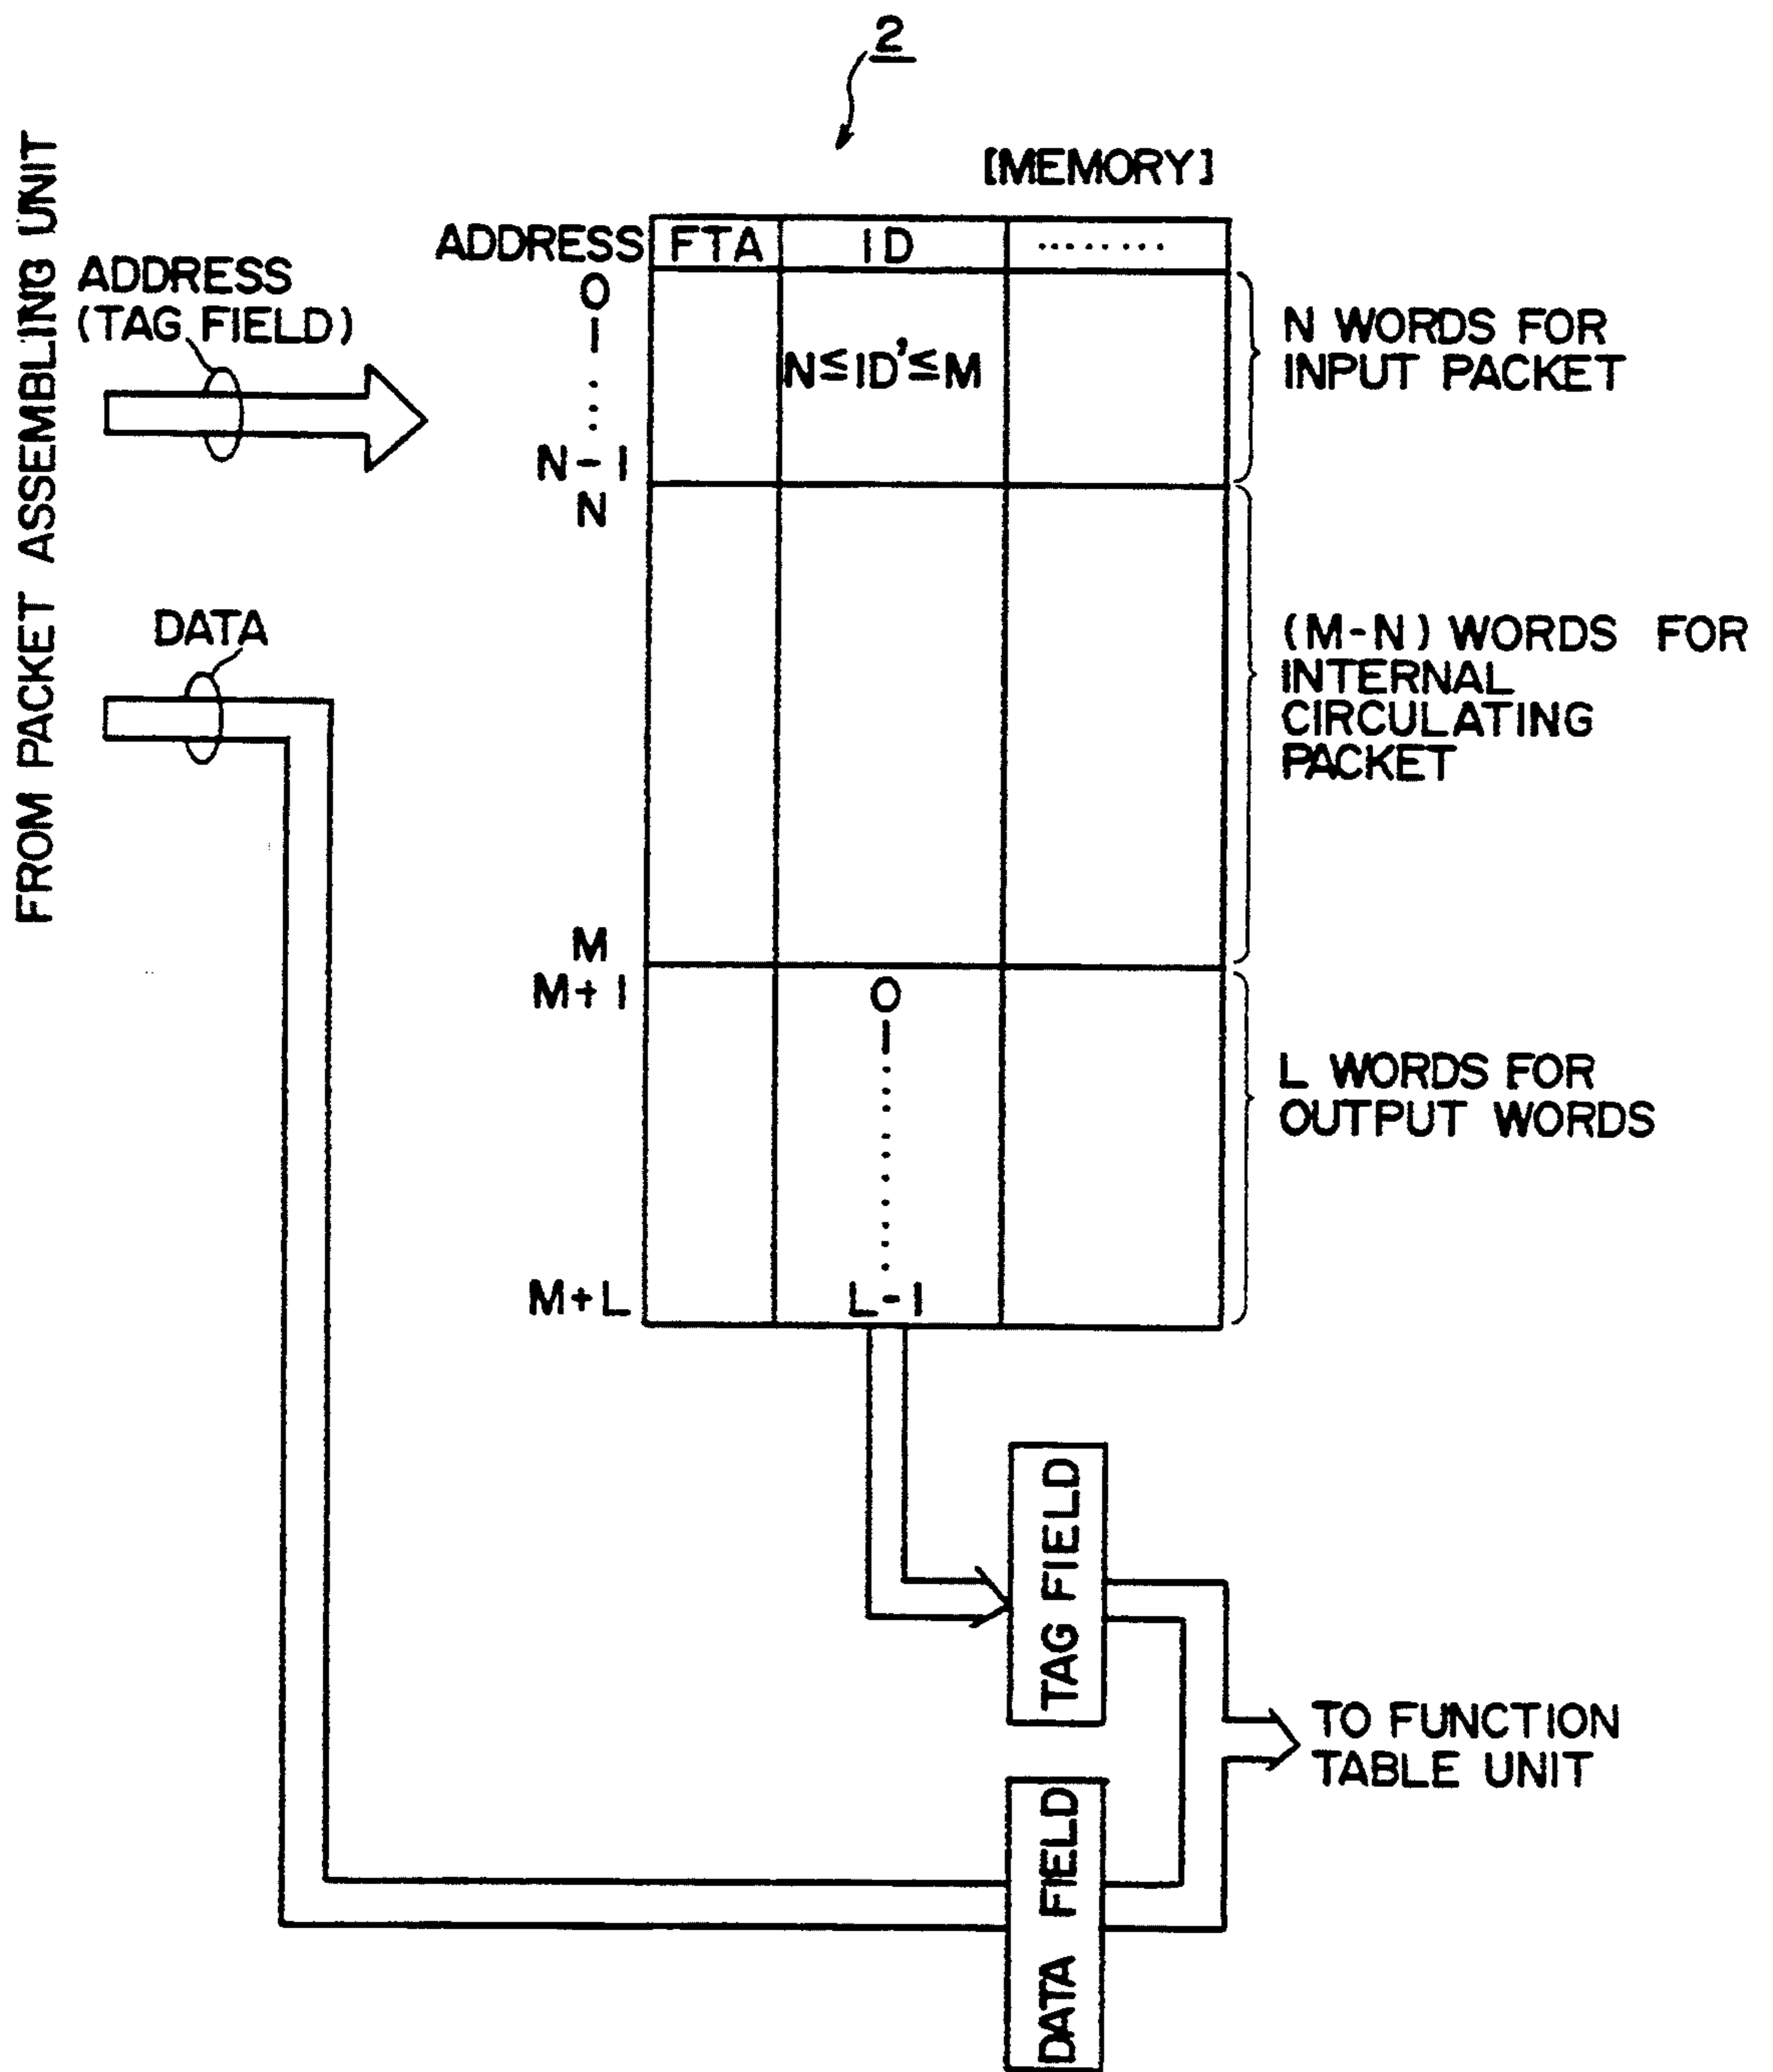 2
[MEMORY]
FROM PACKET ASSEMBLING UNIT
ADDRESS
(TAG FIELD)
DATA
ADDRESS FTA ID ········
0
1
N≤ID'≤M
N-1
N
M
M+1 0
1
M+L L-1
N WORDS FOR
INPUT PACKET
(M-N) WORDS FOR
INTERNAL
CIRCULATING
PACKET
L WORDS FOR
OUTPUT WORDS
TAG FIELD
DATA FIELD
TO FUNCTION
TABLE UNIT